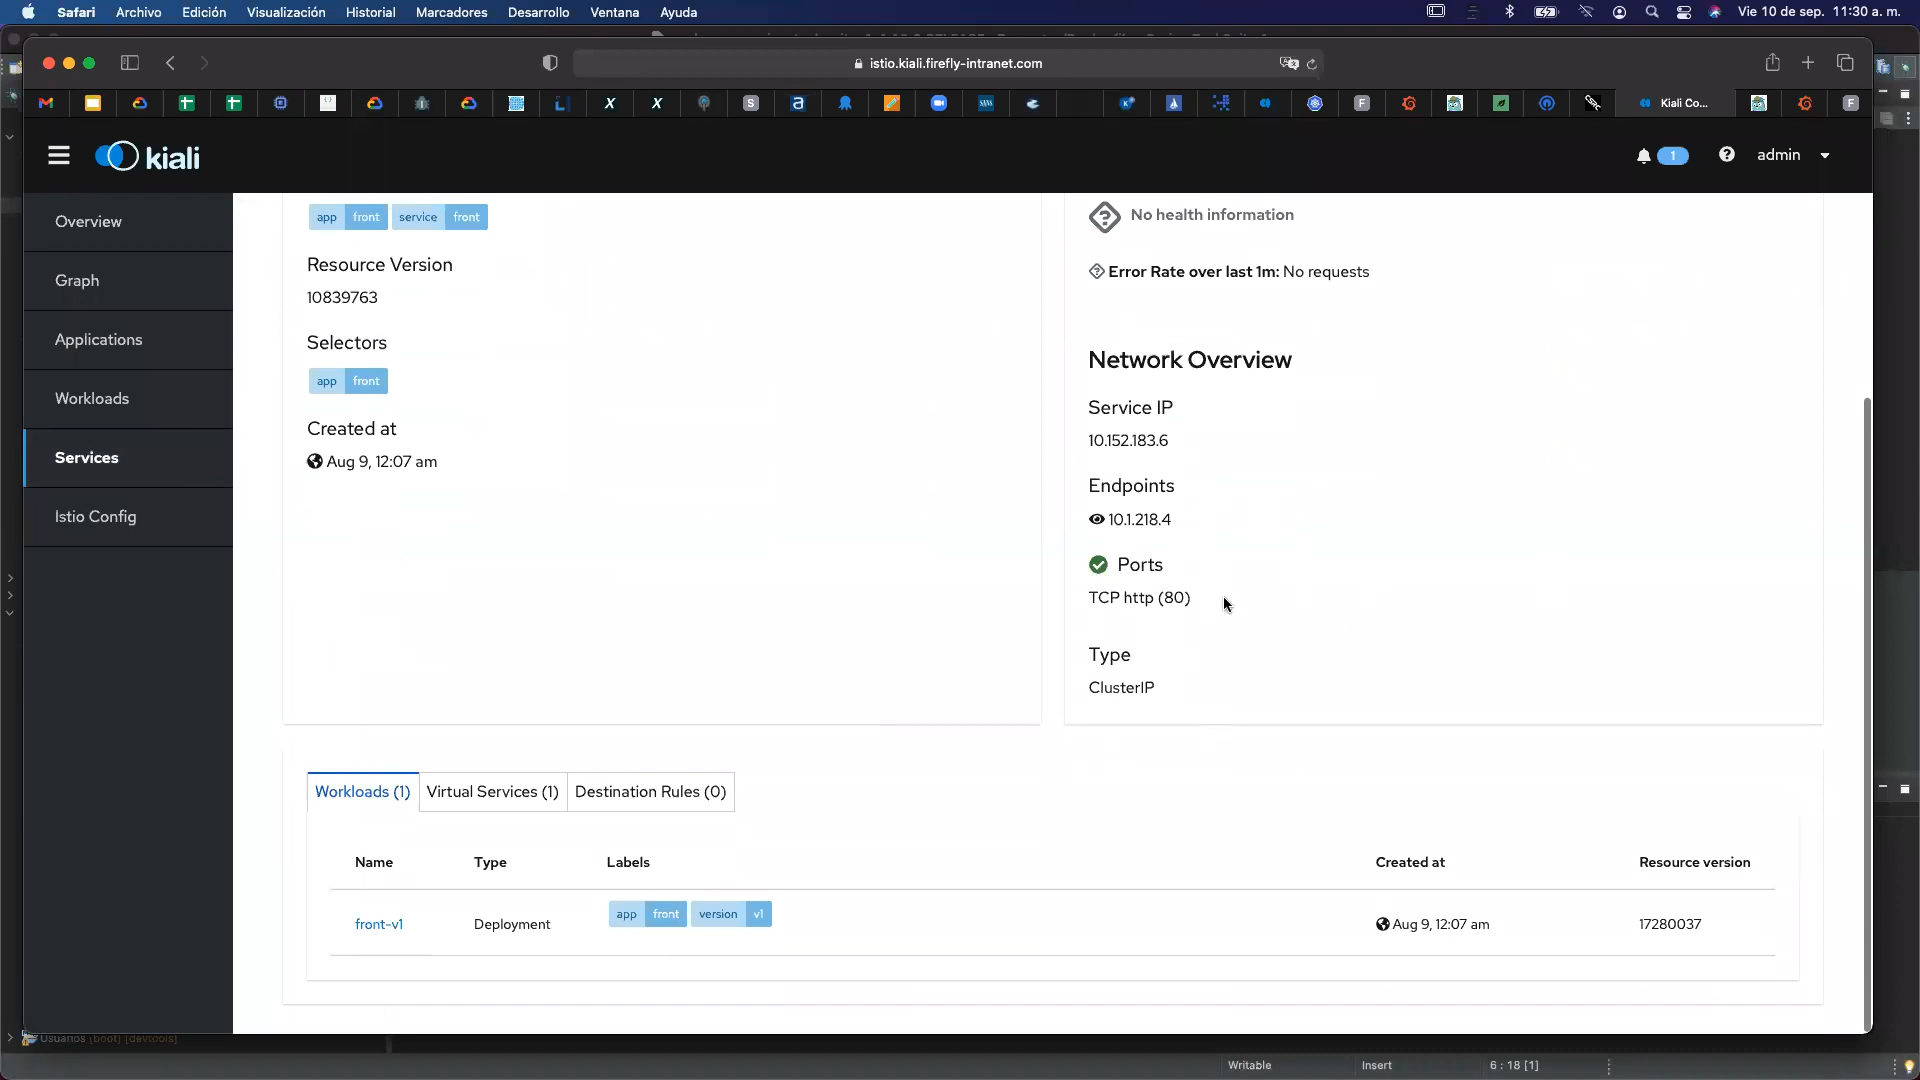 Safari Archivo Edición Visualización Historial Marcadores Desarrollo Ventana Ayuda Vie 10 de sep. 11:30 a. m.
istio.kiali.firefly-intranet.com
Kiali Co...
kiali
1
admin
Overview
Graph
Applications
Workloads
Services
Istio Config
app front service front
Resource Version
10839763
Selectors
app front
Created at
Aug 9, 12:07 am
No health information
Error Rate over last 1m: No requests
Network Overview
Service IP
10.152.183.6
Endpoints
10.1.218.4
Ports
TCP http (80)
Type
ClusterIP
Workloads (1) Virtual Services (1) Destination Rules (0)
Name Type Labels Created at Resource version
front-v1 Deployment app front version v1 Aug 9, 12:07 am 17280037
Usuarios [boot] [devtools]
Writable Insert 6 : 18 [1]